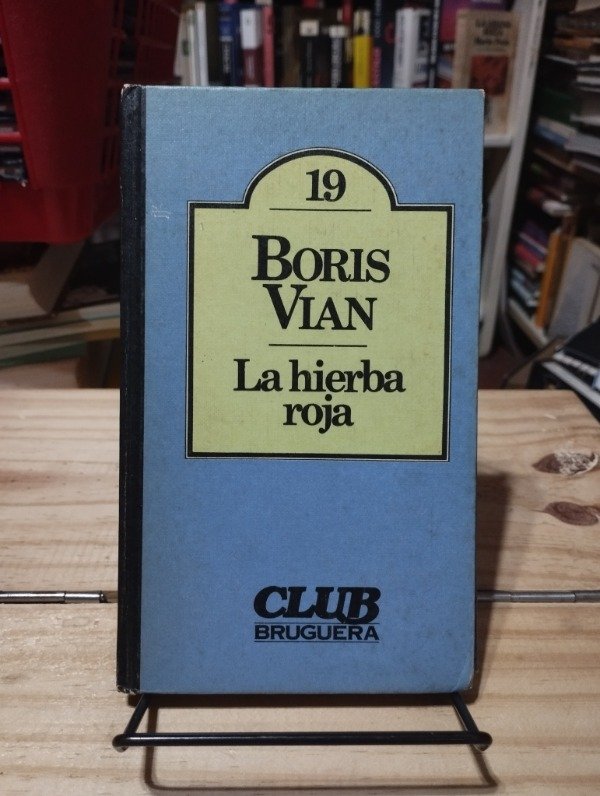 19
BORIS
VIAN
La hierba
roja
CLUB
BRUGUERA